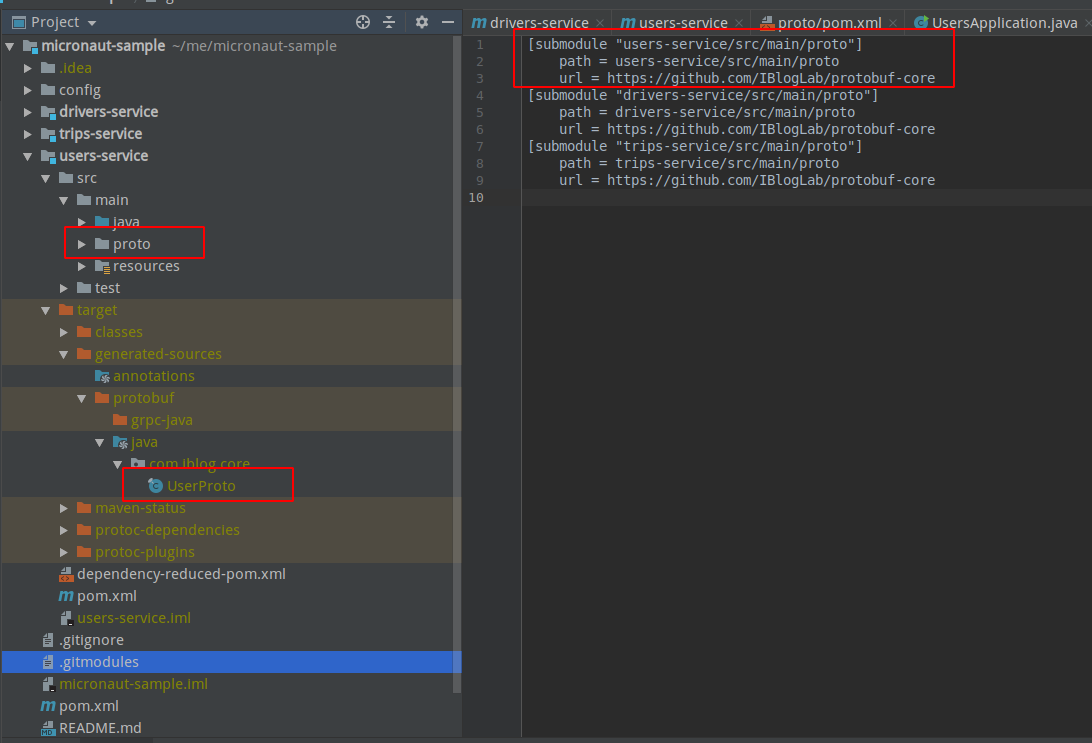 Project
micronaut-sample ~/me/micronaut-sample
.idea
config
drivers-service
trips-service
users-service
src
main
java
proto
resources
test
target
classes
generated-sources
annotations
protobuf
grpc-java
java
com.iblog.core
UserProto
maven-status
protoc-dependencies
protoc-plugins
dependency-reduced-pom.xml
pom.xml
users-service.iml
.gitignore
.gitmodules
micronaut-sample.iml
pom.xml
README.md
drivers-service
users-service
proto/pom.xml
UsersApplication.java
1 [submodule "users-service/src/main/proto"]
2 path = users-service/src/main/proto
3 url = https://github.com/IBlogLab/protobuf-core
4 [submodule "drivers-service/src/main/proto"]
5 path = drivers-service/src/main/proto
6 url = https://github.com/IBlogLab/protobuf-core
7 [submodule "trips-service/src/main/proto"]
8 path = trips-service/src/main/proto
9 url = https://github.com/IBlogLab/protobuf-core
10